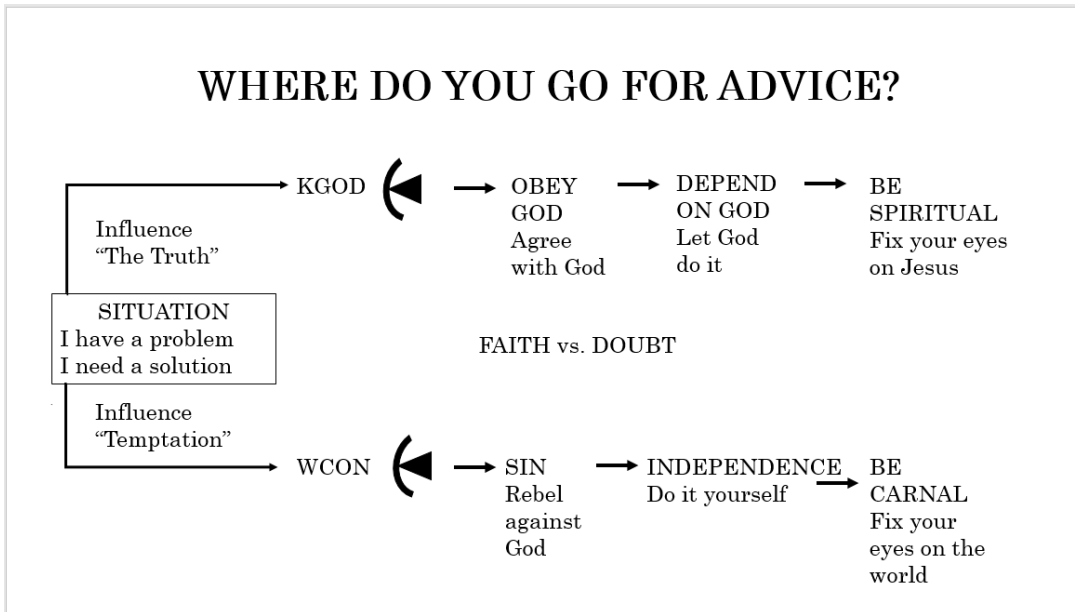 WHERE DO YOU GO FOR ADVICE?
KGOD
OBEY
GOD
Agree
with God
DEPEND
ON GOD
Let God
do it
BE
SPIRITUAL
Fix your eyes
on Jesus
Influence
“The Truth”
SITUATION
I have a problem
I need a solution
FAITH vs. DOUBT
Influence
“Temptation”
WCON
SIN
Rebel
against
God
INDEPENDENCE
Do it yourself
BE
CARNAL
Fix your
eyes on the
world